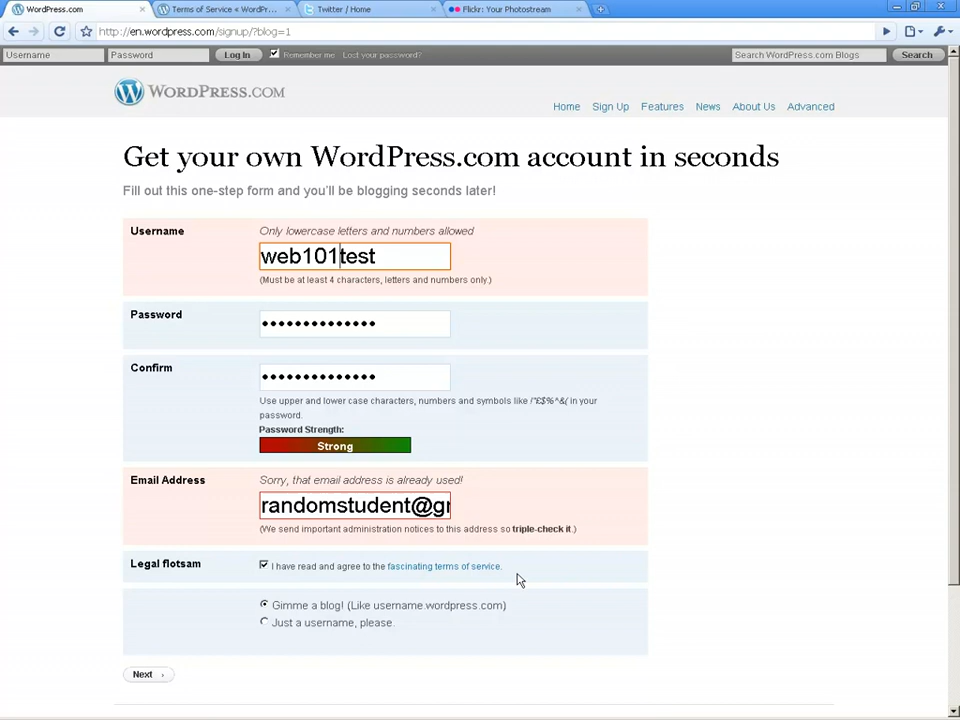 WordPress.com
Terms of Service « WordPr...
Twitter / Home
Flickr: Your Photostream
http://en.wordpress.com/signup/?blog=1
Username
Password
Log In
Remember me
Lost your password?
Search WordPress.com Blogs
Search
WORDPRESS.COM
Home
Sign Up
Features
News
About Us
Advanced
Get your own WordPress.com account in seconds
Fill out this one-step form and you'll be blogging seconds later!
Username
Only lowercase letters and numbers allowed
web101test
(Must be at least 4 characters, letters and numbers only.)
Password
••••••••••••••
Confirm
••••••••••••••
Use upper and lower case characters, numbers and symbols like !"£$%^&( in your
password.
Password Strength:
Strong
Email Address
Sorry, that email address is already used!
randomstudent@gr
(We send important administration notices to this address so triple-check it.)
Legal flotsam
I have read and agree to the fascinating terms of service.
Gimme a blog! (Like username.wordpress.com)
Just a username, please.
Next ›